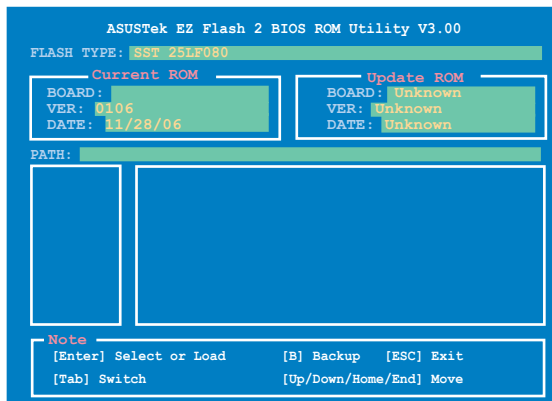 ASUSTek EZ Flash 2 BIOS ROM Utility V3.00
FLASH TYPE: SST 25LF080
Current ROM
BOARD:
VER: 0106
DATE: 11/28/06
Update ROM
BOARD: Unknown
VER: Unknown
DATE: Unknown
PATH:
Note
[Enter] Select or Load [B] Backup [ESC] Exit
[Tab] Switch [Up/Down/Home/End] Move